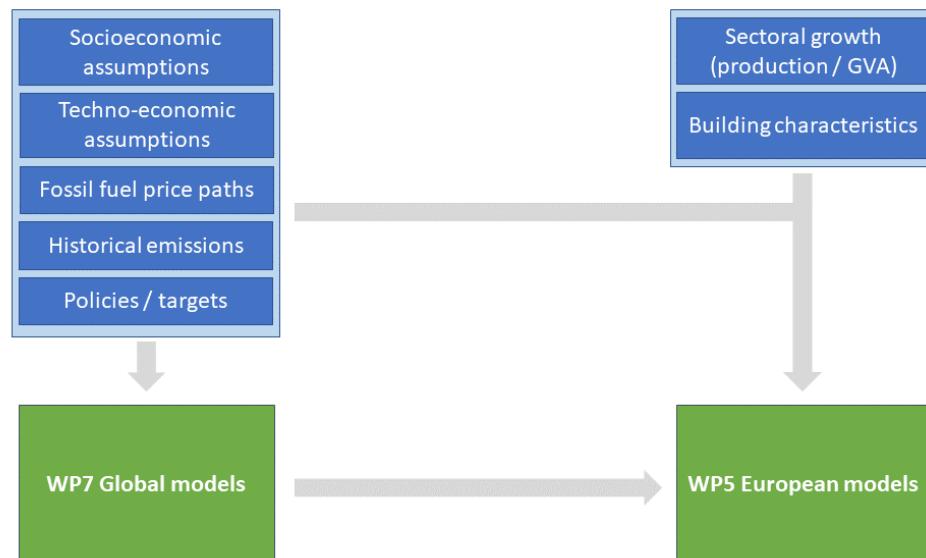 Socioeconomic
assumptions
Techno-economic
assumptions
Fossil fuel price paths
Historical emissions
Policies / targets
Sectoral growth
(production / GVA)
Building characteristics
WP7 Global models
WP5 European models